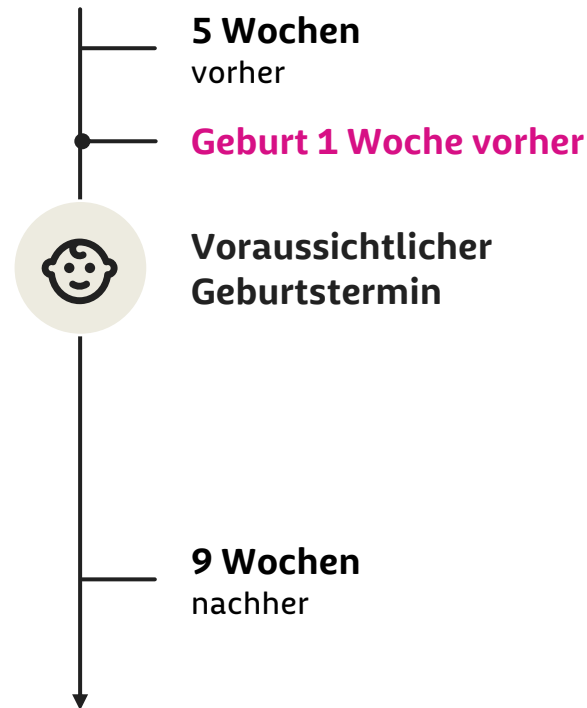 5 Wochen
vorher
Geburt 1 Woche vorher
Voraussichtlicher
Geburtstermin
9 Wochen
nachher